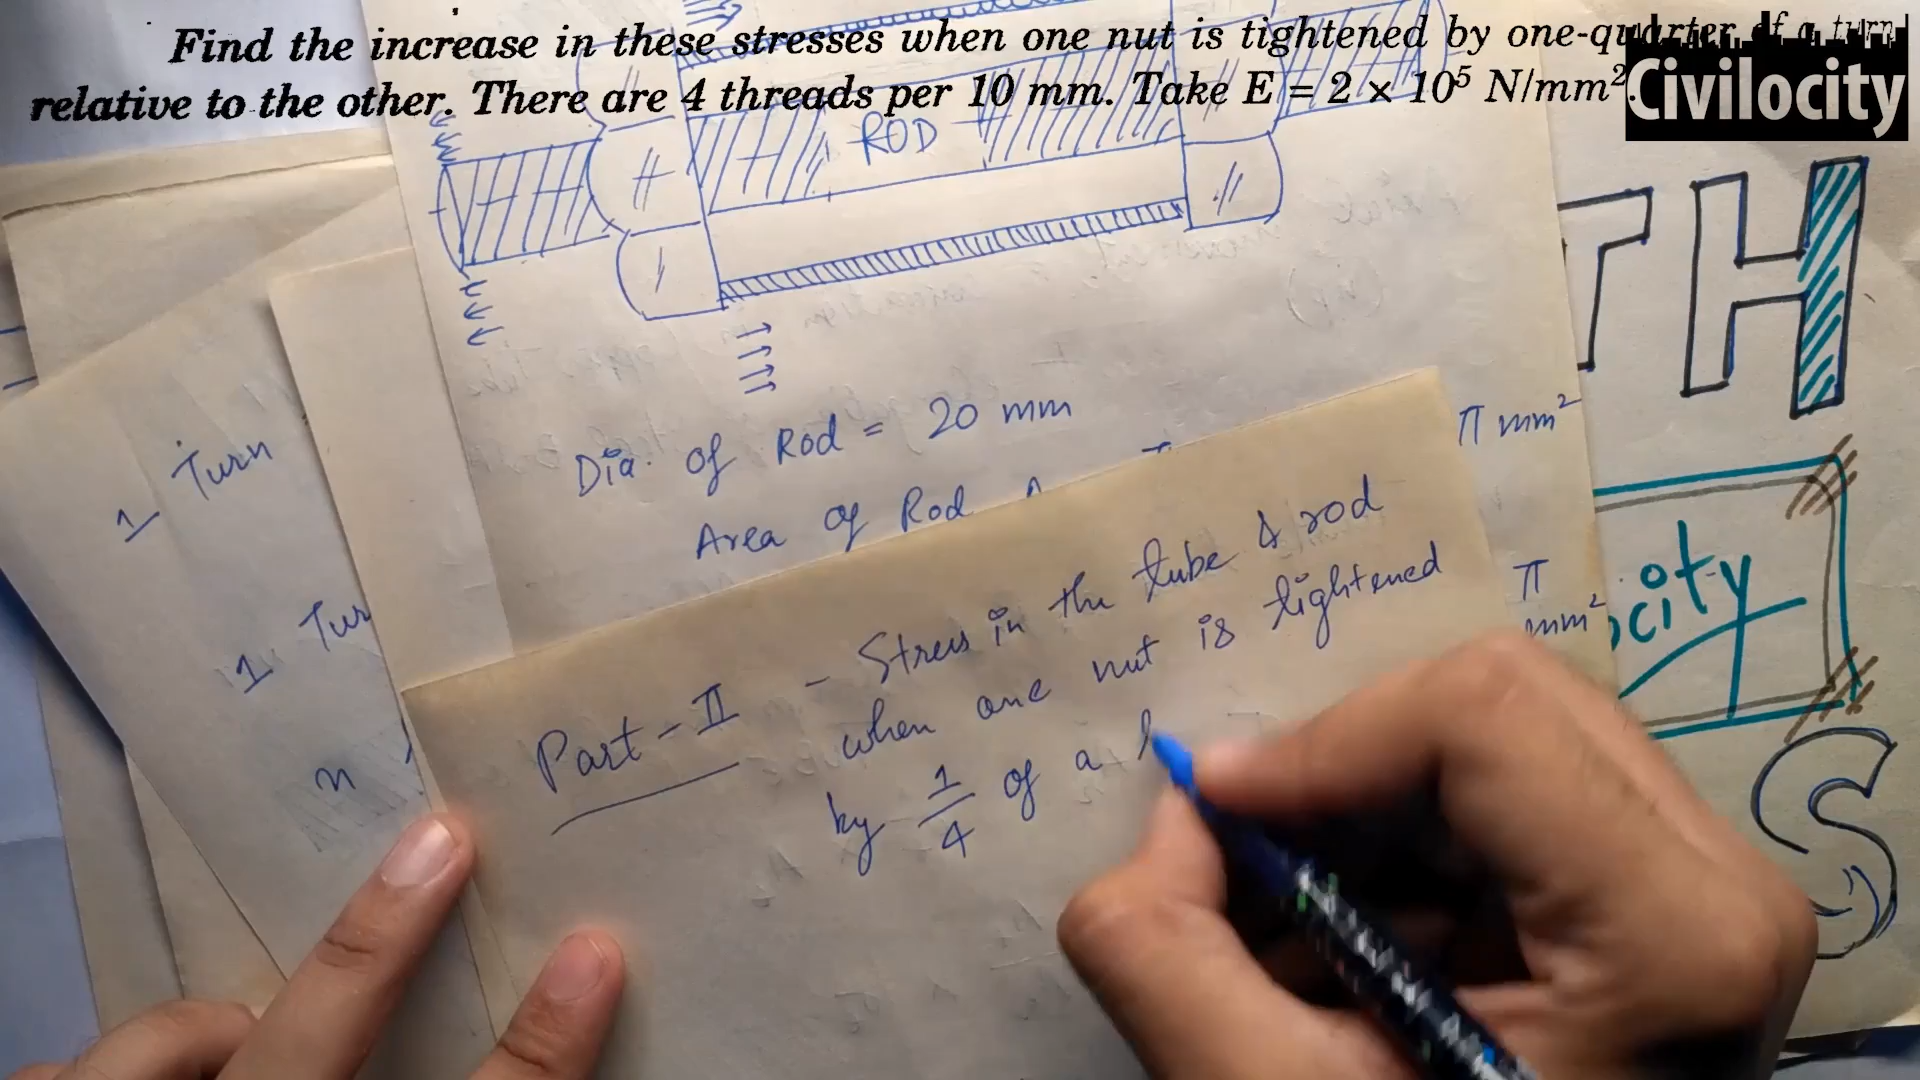 Find the increase in these stresses when one nut is tightened by one-quarter of a turn
relative to the other. There are 4 threads per 10 mm. Take E = 2 × 10⁵ N/mm².
Civilocity
ROD
TH
Dia. of Rod = 20 mm
π mm²
Area of Rod
1 Turn
1 Tur
n
π
mm²
ocity
Part-II - Stress in the tube & rod
when one nut is tightened
by 1/4 of a
S